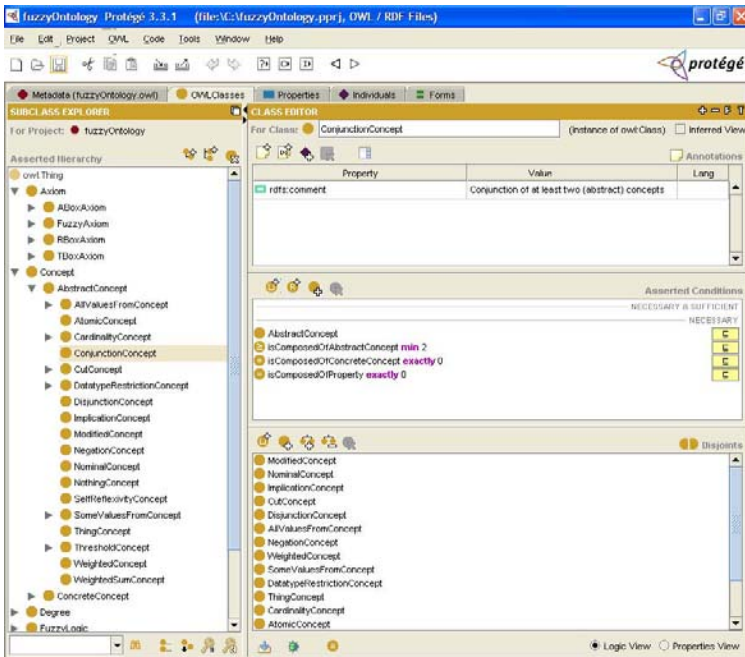 fuzzyOntology Protégé 3.3.1 (file:\C:\fuzzyOntology.pprj, OWL / RDF Files)
File Edit Project OWL Code Tools Window Help
protégé
Metadata (fuzzyOntology.owl) OWLClasses Properties Individuals Forms
SUBCLASS EXPLORER
For Project: fuzzyOntology
Asserted Hierarchy
owl:Thing
Axiom
ABoxAxiom
FuzzyAxiom
RBoxAxiom
TBoxAxiom
Concept
AbstractConcept
AllValuesFromConcept
AtomicConcept
CardinalityConcept
ConjunctionConcept
CutConcept
DatatypeRestrictionConcept
DisjunctionConcept
ImplicationConcept
ModifiedConcept
NegationConcept
NominalConcept
NothingConcept
SelfReflexivityConcept
SomeValuesFromConcept
ThingConcept
ThresholdConcept
WeightedConcept
WeightedSumConcept
ConcreteConcept
Degree
FuzzyLogic
CLASS EDITOR
For Class: ConjunctionConcept (instance of owl:Class) Inferred View
Annotations
Property Value Lang
rdfs:comment Conjunction of at least two (abstract) concepts
Asserted Conditions
NECESSARY & SUFFICIENT
NECESSARY
AbstractConcept
isComposedOfAbstractConcept min 2
isComposedOfConcreteConcept exactly 0
isComposedOfProperty exactly 0
Disjoints
ModifiedConcept
NominalConcept
ImplicationConcept
CutConcept
DisjunctionConcept
AllValuesFromConcept
NegationConcept
WeightedConcept
SomeValuesFromConcept
DatatypeRestrictionConcept
ThingConcept
CardinalityConcept
AtomicConcept
Logic View Properties View